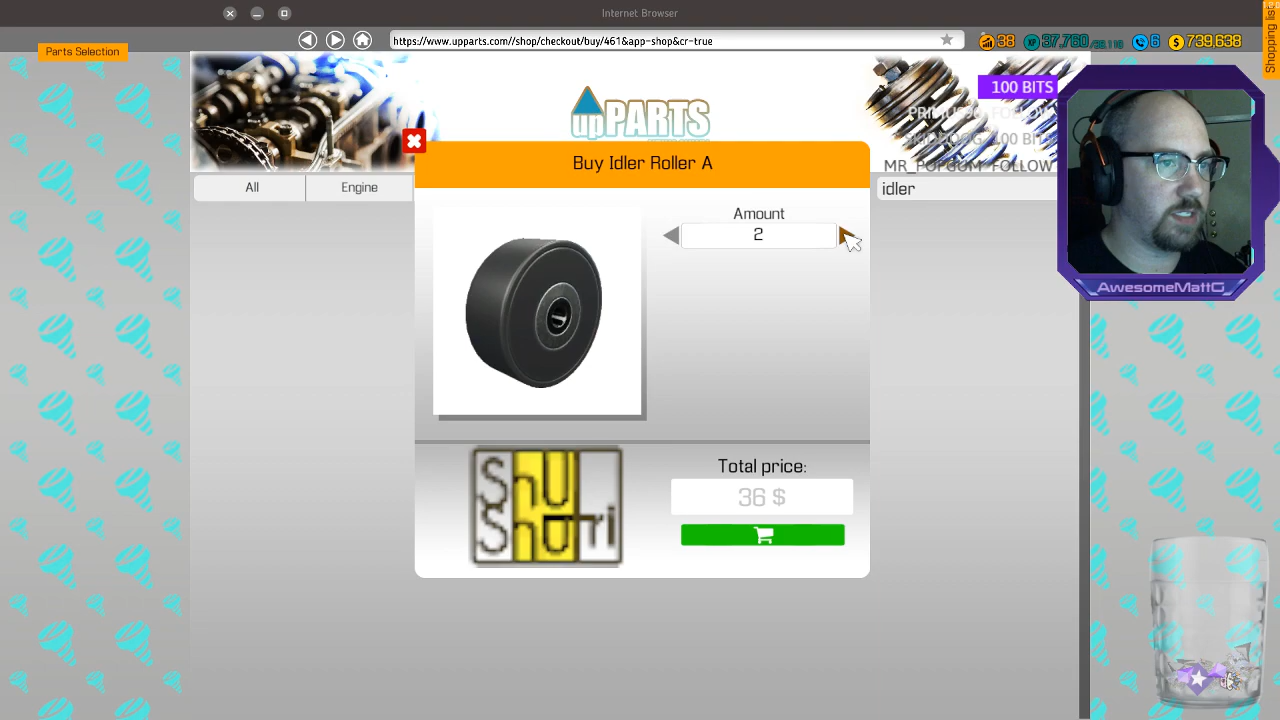 Internet Browser
https://www.upparts.com//shop/checkout/buy/461&app-shop&cr-true
38
37,760
6
739,638
Shopping list
Parts Selection
upPARTS
100 BITS
MR_POPGUM FOLLOW
Buy Idler Roller A
All
Engine
idler
Amount
2
AwesomeMattG
Total price:
36 $